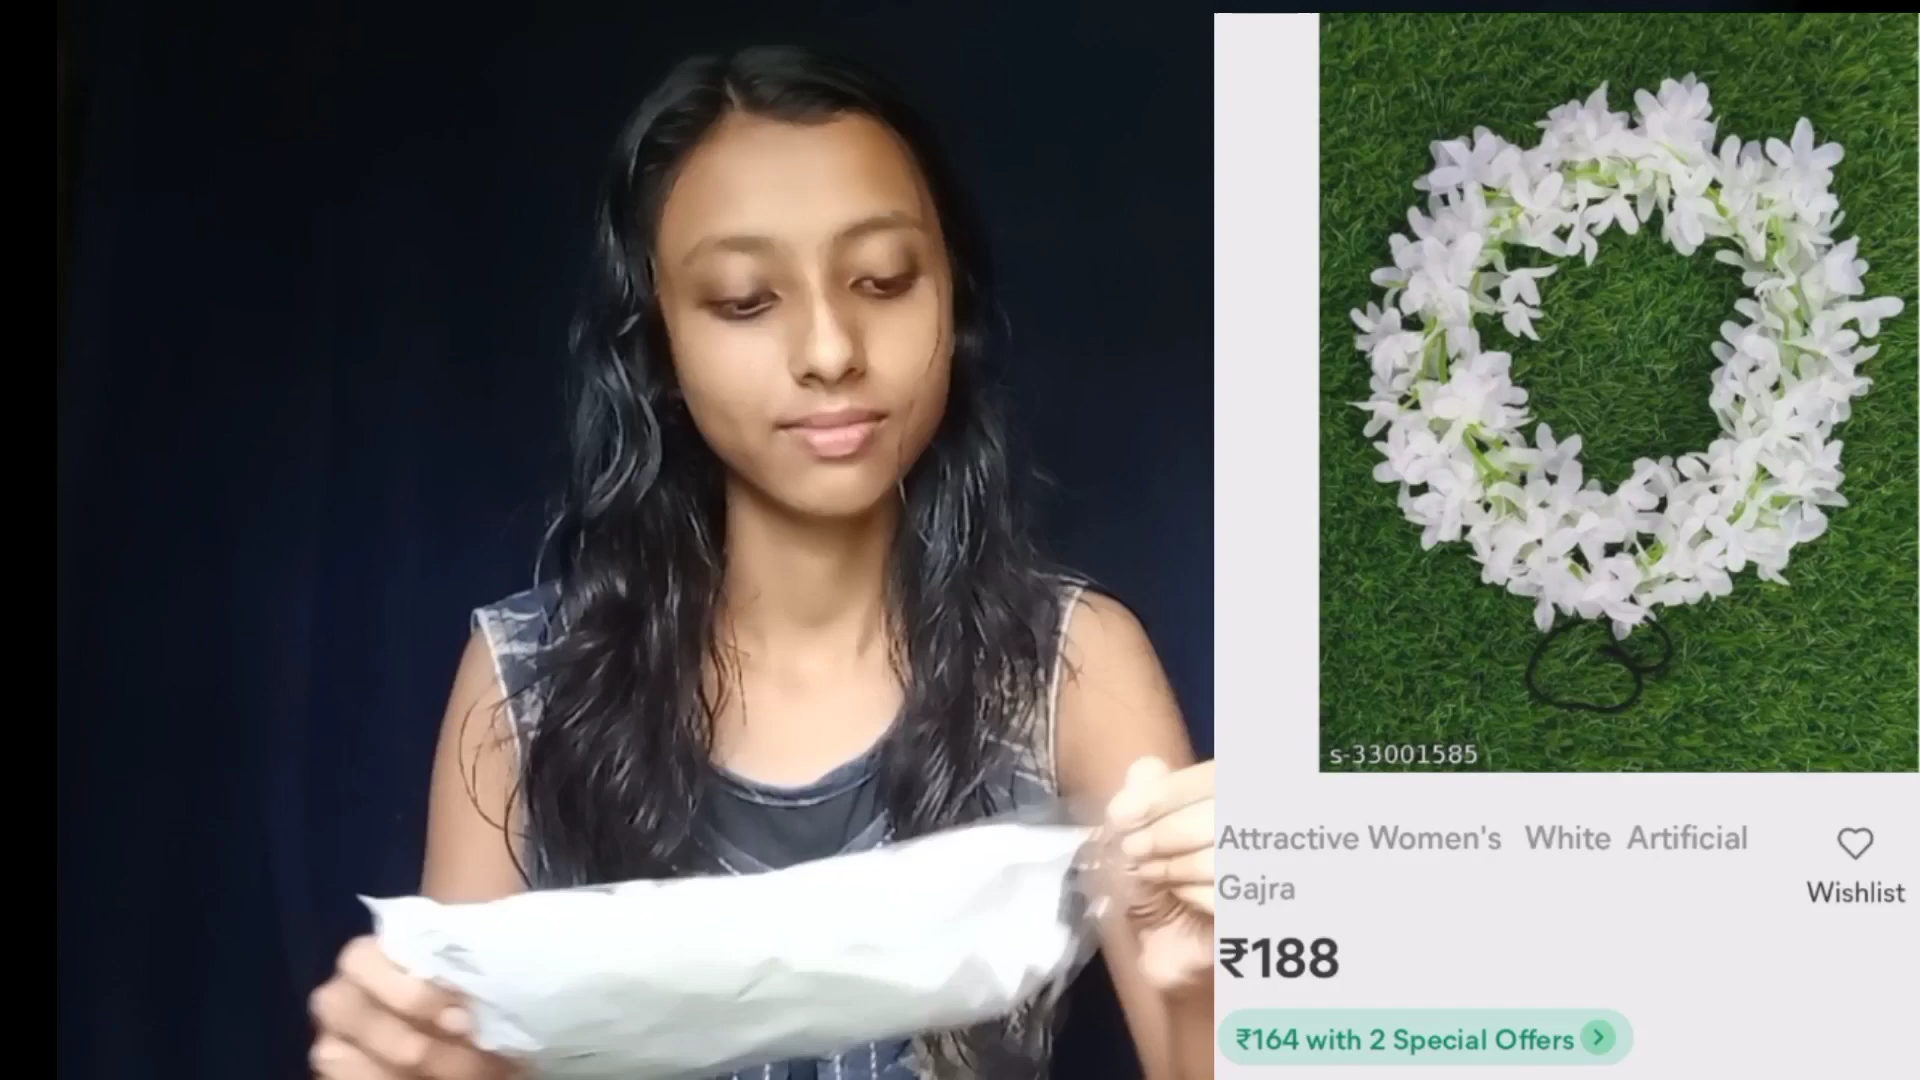 s-33001585
Attractive Women's White Artificial
Gajra
Wishlist
₹188
₹164 with 2 Special Offers